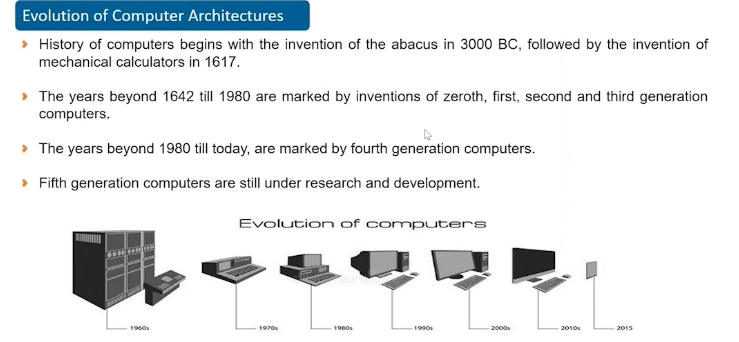 Evolution of Computer Architectures
History of computers begins with the invention of the abacus in 3000 BC, followed by the invention of
mechanical calculators in 1617.
The years beyond 1642 till 1980 are marked by inventions of zeroth, first, second and third generation
computers.
The years beyond 1980 till today, are marked by fourth generation computers.
Fifth generation computers are still under research and development.
Evolution of computers
1960s
1970s
1980s
1990s
2000s
2010s
2015